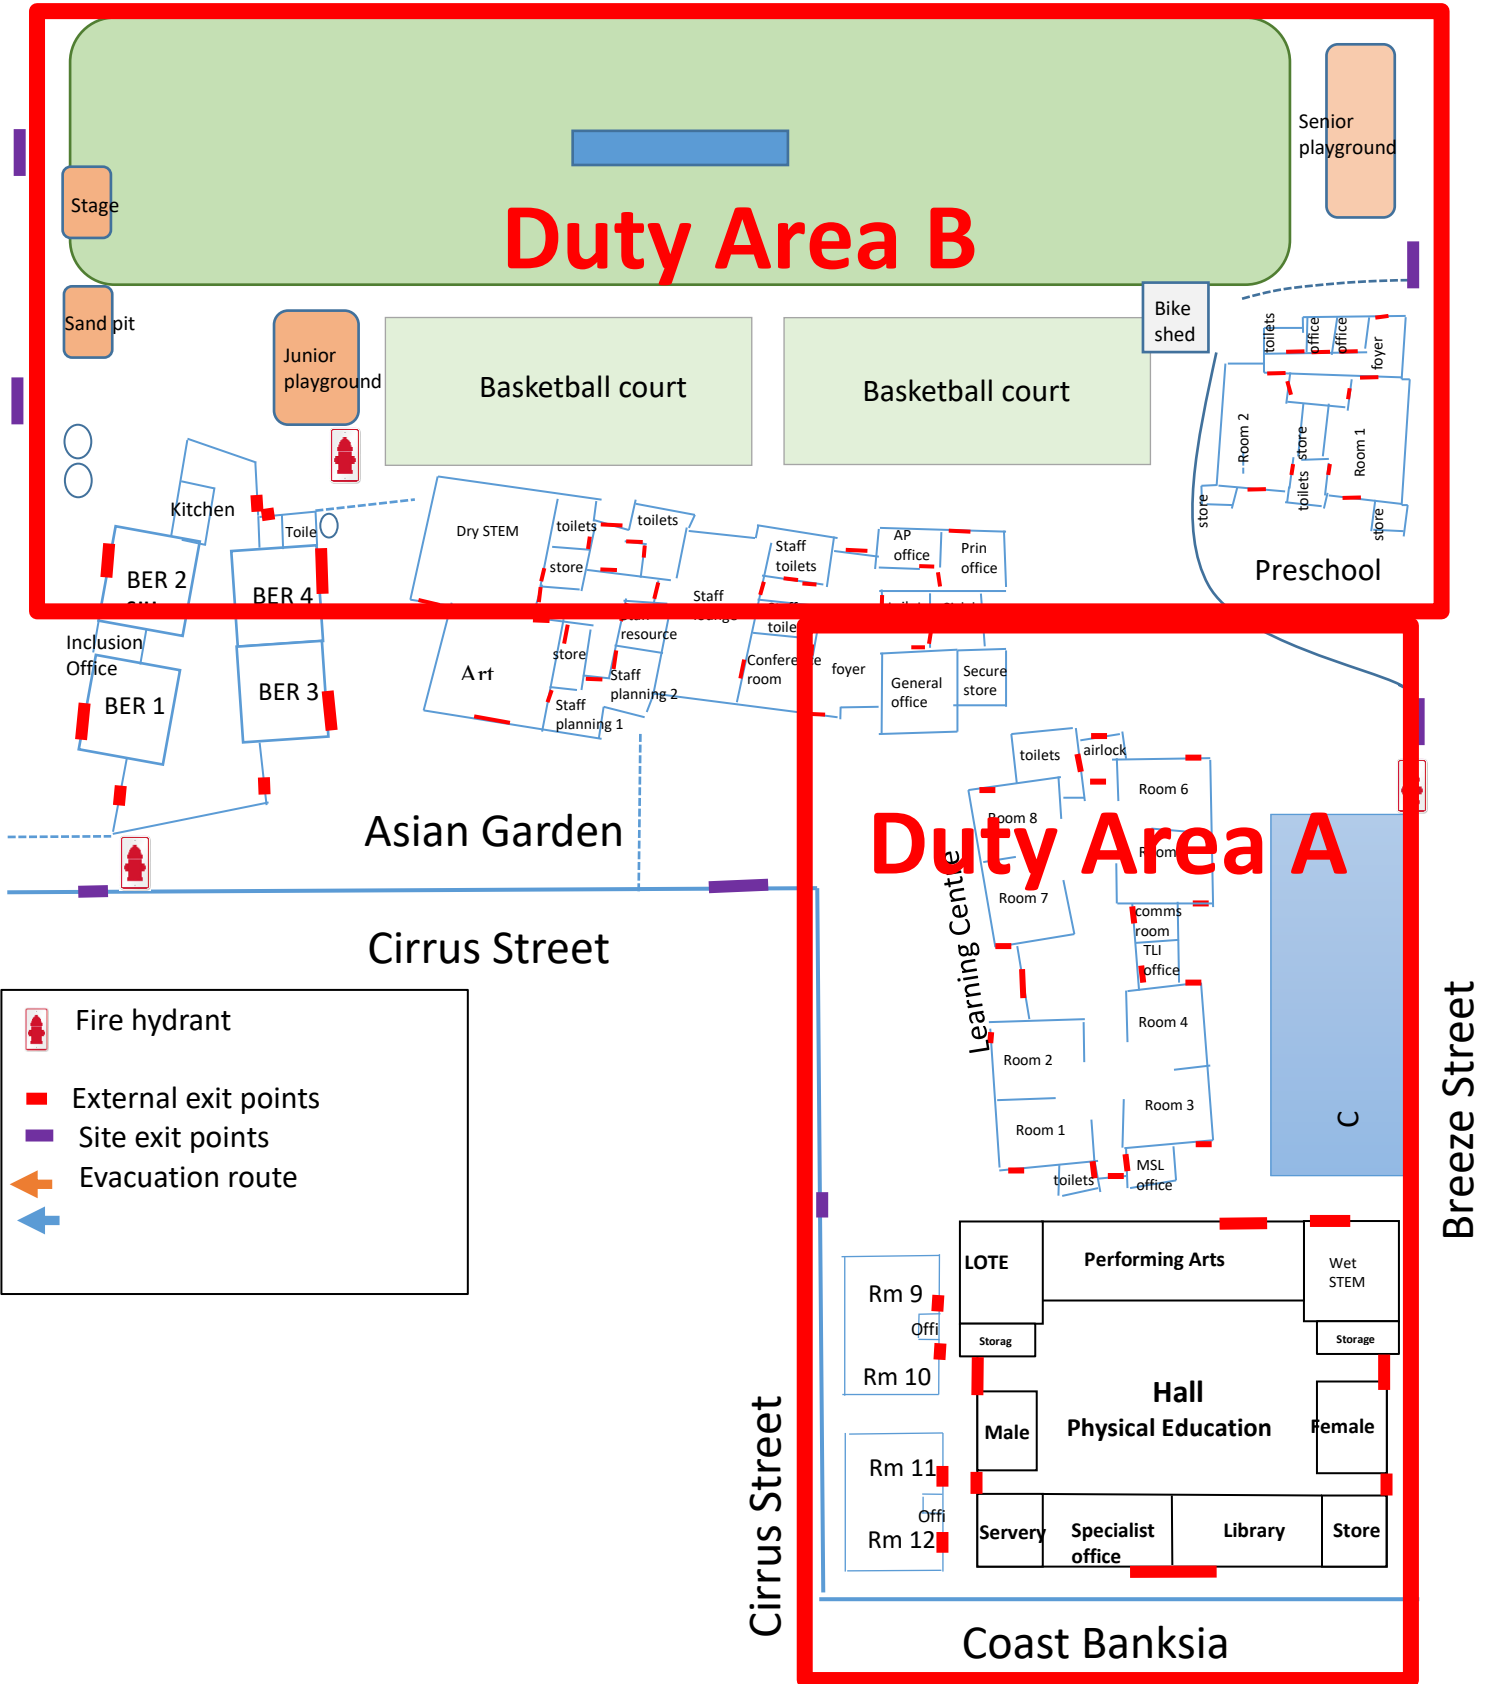 Senior
playground
Stage
Duty Area B
Sand pit
Junior
playground
Basketball court
Basketball court
Bike
shed
toilets
office
office
foyer
Room 2
store
Room 1
toilets
store
store
Preschool
Kitchen
Toile
Dry STEM
toilets
toilets
store
Staff
toilets
AP
office
Prin
office
BER 2
BER 4
Staff
Inclusion
Office
BER 1
BER 3
Art
store
resource
Staff
planning 2
Staff
planning 1
toile
Conference
room
foyer
General
office
Secure
store
toilets
airlock
Room 6
Room 8
Room
Duty Area A
Room 7
Learning Centre
comms
room
TLI
office
Room 4
Room 2
Room 3
Room 1
toilets
MSL
office
C
Asian Garden
Cirrus Street
Fire hydrant
External exit points
Site exit points
Evacuation route
Breeze Street
LOTE
Performing Arts
Wet
STEM
Rm 9
Offi
Storag
Storage
Rm 10
Hall
Physical Education
Male
Female
Rm 11
Offi
Rm 12
Servery
Specialist
office
Library
Store
Cirrus Street
Coast Banksia